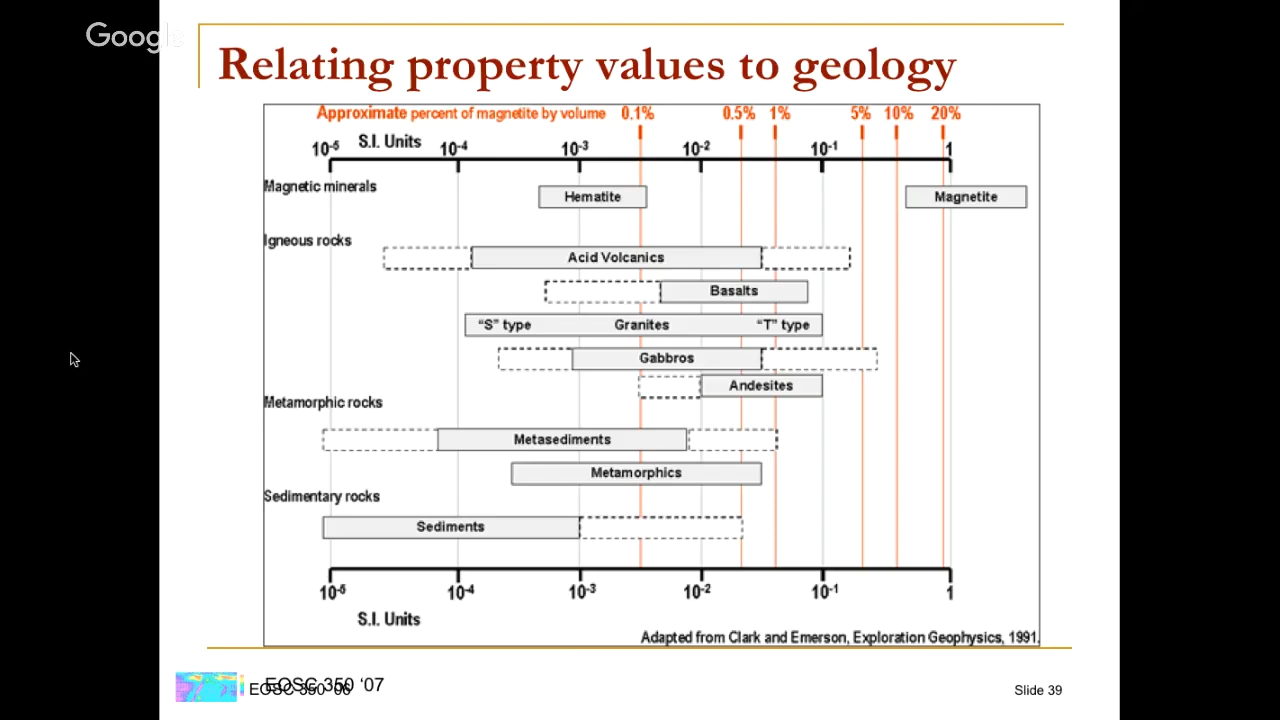 Google
Relating property values to geology
Approximate percent of magnetite by volume 0.1% 0.5% 1% 5% 10% 20%
S.I. Units
10-5 10-4 10-3 10-2 10-1 1
Magnetic minerals
Hematite Magnetite
Igneous rocks
Acid Volcanics
Basalts
“S” type Granites “T” type
Gabbros
Andesites
Metamorphic rocks
Metasediments
Metamorphics
Sedimentary rocks
Sediments
10-5 10-4 10-3 10-2 10-1 1
S.I. Units
Adapted from Clark and Emerson, Exploration Geophysics, 1991.
EOSC 350 ‘07
Slide 39